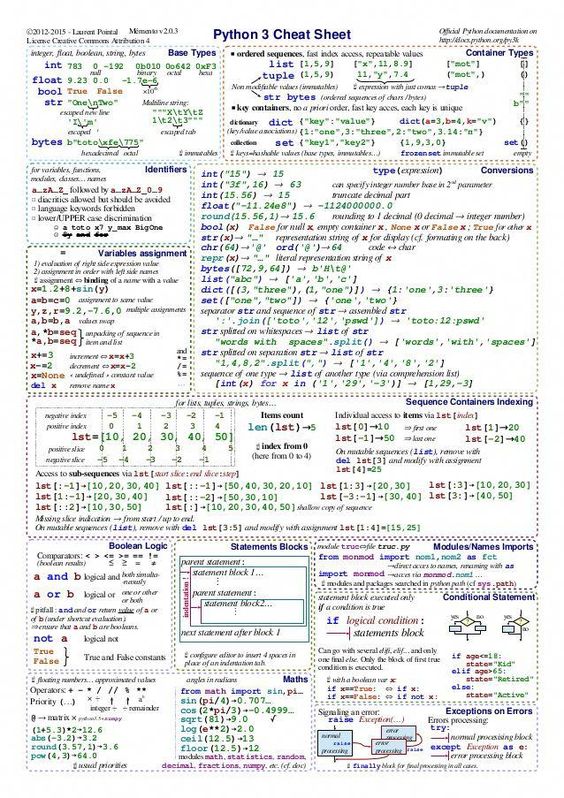 ©2012-2015 - Laurent Pointal Mémento v2.0.3
License Creative Commons Attribution 4
Python 3 Cheat Sheet
Official Python documentation on
http://docs.python.org/py3k
integer, float, boolean, string, bytes Base Types
int 783 0 -192 0b010 0o642 0xF3
null binary octal hexa
float 9.23 0.0 -1.7e-6
bool True False ×10⁻⁶
str "One\nTwo"
escaped new line
'I\'m'
escaped '
Multiline string:
"""X\tY\tZ
1\t2\t3"""
escaped tab
bytes b"toto\xfe\775"
hexadecimal octal
immutables
Container Types
■ ordered sequences, fast index access, repeatable values
list [1,5,9] ["x",11,8.9] ["mot"] []
tuple (1,5,9) 11,"y",7.4 ("mot",) ()
Non modifiable values (immutables) expression with just comas → tuple
str bytes (ordered sequences of chars / bytes)
""
b""
■ key containers, no a priori order, fast key access, each key is unique
dictionary dict {"key":"value"} dict(a=3,b=4,k="v") {}
(key/value associations) {1:"one",3:"three",2:"two",3.14:"π"}
collection set {"key1","key2"} {1,9,3,0} set()
keys=hashable values (base types, immutables…) frozenset immutable set empty
Identifiers
for variables, functions,
modules, classes… names
a…zA…Z_ followed by a…zA…Z_0…9
□ diacritics allowed but should be avoided
□ language keywords forbidden
□ lower/UPPER case discrimination
☺ a toto x7 y_max BigOne
☹ 8y and for
= Variables assignment
1) evaluation of right side expression value
2) assignment in order with left side names
assignment ⇔ binding of a name with a value
x=1.2+8+sin(y)
a=b=c=0 assignment to same value
y,z,r=9.2,-7.6,0 multiple assignments
a,b=b,a values swap
a,*b=seq
*a,b=seq
unpacking of sequence in
item and list
x+=3 increment ⇔ x=x+3
x-=2 decrement ⇔ x=x-2
x=None « undefined » constant value
del x remove name x
and
*=
/=
%=
…
type(expression) Conversions
int("15") → 15
int("3f",16) → 63 can specify integer number base in 2nd parameter
int(15.56) → 15 truncate decimal part
float("-11.24e8") → -1124000000.0
round(15.56,1)→ 15.6 rounding to 1 decimal (0 decimal → integer number)
bool(x) False for null x, empty container x, None or False x; True for other x
str(x)→ "…" representation string of x for display (cf. formatting on the back)
chr(64)→'@' ord('@')→64 code ↔ char
repr(x)→ "…" literal representation string of x
bytes([72,9,64]) → b'H\t@'
list("abc") → ['a','b','c']
dict([(3,"three"),(1,"one")]) → {1:'one',3:'three'}
set(["one","two"]) → {'one','two'}
separator str and sequence of str → assembled str
':'.join(['toto','12','pswd']) → 'toto:12:pswd'
str splitted on whitespaces → list of str
"words with  spaces".split() → ['words','with','spaces']
str splitted on separator str → list of str
"1,4,8,2".split(",") → ['1','4','8','2']
sequence of one type → list of another type (via comprehension list)
[int(x) for x in ('1','29','-3')] → [1,29,-3]
for lists, tuples, strings, bytes… Sequence Containers Indexing
negative index -5 -4 -3 -2 -1
positive index 0 1 2 3 4
lst=[10, 20, 30, 40, 50]
positive slice 0 1 2 3 4 5
negative slice -5 -4 -3 -2 -1
Items count
len(lst)→5
index from 0
(here from 0 to 4)
Individual access to items via lst[index]
lst[0]→10 ⇒ first one lst[1]→20
lst[-1]→50 ⇒ last one lst[-2]→40
On mutable sequences (list), remove with
del lst[3] and modify with assignment
lst[4]=25
Access to sub-sequences via lst[start slice:end slice:step]
lst[:-1]→[10,20,30,40] lst[::-1]→[50,40,30,20,10] lst[1:3]→[20,30] lst[:3]→[10,20,30]
lst[1:-1]→[20,30,40] lst[::-2]→[50,30,10] lst[-3:-1]→[30,40] lst[3:]→[40,50]
lst[::2]→[10,30,50] lst[:]→[10,20,30,40,50] shallow copy of sequence
Missing slice indication → from start / up to end.
On mutable sequences (list), remove with del lst[3:5] and modify with assignment lst[1:4]=[15,25]
Boolean Logic
Comparators: < > <= >= == !=
(boolean results) ≤ ≥ = ≠
a and b logical and both simulta-
-neously
a or b logical or one or other
or both
pitfall : and and or return value of a or
of b (under shortcut evaluation).
⇒ ensure that a and b are booleans.
not a logical not
True
False
True and False constants
Statements Blocks
parent statement :
statement block 1…
⋮
parent statement :
statement block2…
⋮
next statement after block 1
indentation !
configure editor to insert 4 spaces in
place of an indentation tab.
module truc⇔file truc.py Modules/Names Imports
from monmod import nom1,nom2 as fct
→direct acces to names, renaming with as
import monmod →acces via monmod.nom1 …
modules and packages searched in python path (cf sys.path)
Conditional Statement
statement block executed only
if a condition is true
if logical condition :
statements block
yes no yes no
Can go with several elif, elif... and only
one final else. Only the block of first true
condition is executed.
with a boolean var x:
if x==True: ⇔ if x:
if x==False: ⇔ if not x:
if age<=18:
state="Kid"
elif age>65:
state="Retired"
else:
state="Active"
floating numbers… approximated values angles in radians Maths
Operators: + - * / // % **
Priority (…) × ÷
integer ÷ ÷ remainder
@ → matrix × python3.5+numpy
(1+5.3)*2→12.6
abs(-3.2)→3.2
round(3.57,1)→3.6
pow(4,3)→64.0
usual priorities
from math import sin,pi…
sin(pi/4)→0.707…
cos(2*pi/3)→-0.4999…
sqrt(81)→9.0 √
log(e**2)→2.0
ceil(12.5)→13
floor(12.5)→12
modules math, statistics, random,
decimal, fractions, numpy, etc. (cf. doc)
Exceptions on Errors
Signaling an error:
raise Exception(…)
normal
processing
raise
error
processing
error
processing
raise
Errors processing:
try:
normal procesising block
except Exception as e:
error processing block
finally block for final processing in all cases.